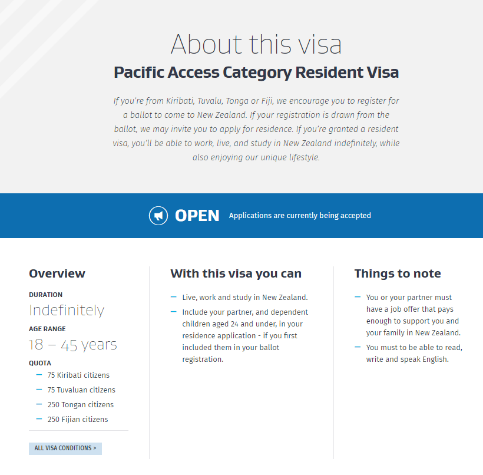 About this visa
Pacific Access Category Resident Visa
If you're from Kiribati, Tuvalu, Tonga or Fiji, we encourage you to register for
a ballot to come to New Zealand. If your registration is drawn from the
ballot, we may invite you to apply for residence. If you're granted a resident
visa, you'll be able to work, live, and study in New Zealand indefinitely, while
also enjoying our unique lifestyle.
OPEN Applications are currently being accepted
Overview
DURATION
Indefinitely
AGE RANGE
18 – 45 years
QUOTA
– 75 Kiribati citizens
– 75 Tuvaluan citizens
– 250 Tongan citizens
– 250 Fijian citizens
ALL VISA CONDITIONS >
With this visa you can
– Live, work and study in New Zealand.
– Include your partner, and dependent
children aged 24 and under, in your
residence application - if you first
included them in your ballot
registration.
Things to note
– You or your partner must
have a job offer that pays
enough to support you and
your family in New Zealand.
– You must to be able to read,
write and speak English.